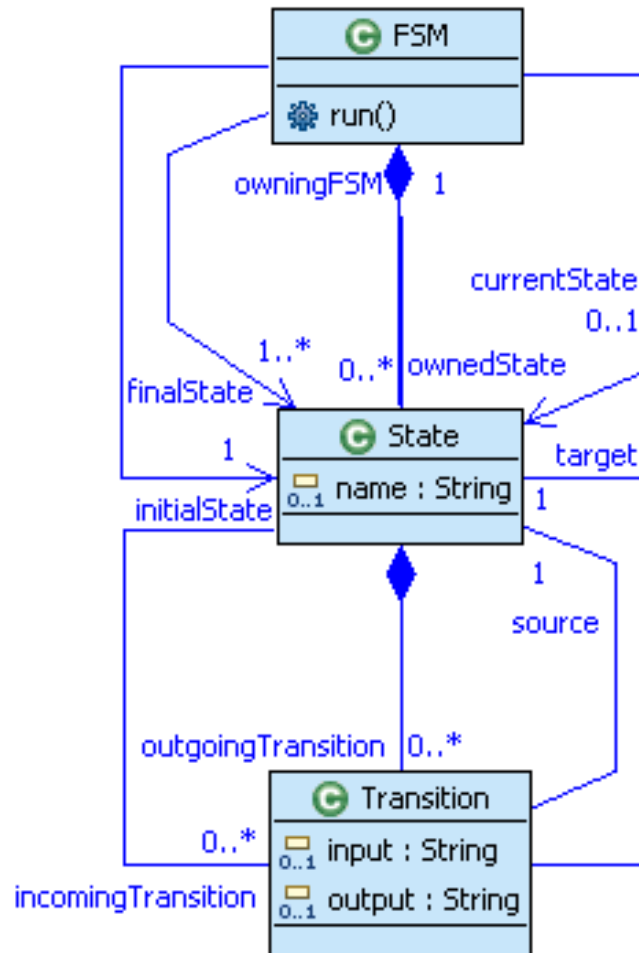 C FSM
run()
owningFSM 1
currentState
0..1
1..*
0..* ownedState
finalState
C State
1
target
0..1 name : String
initialState
1
1
source
outgoingTransition 0..*
C Transition
0..*
0..1 input : String
incomingTransition
0..1 output : String